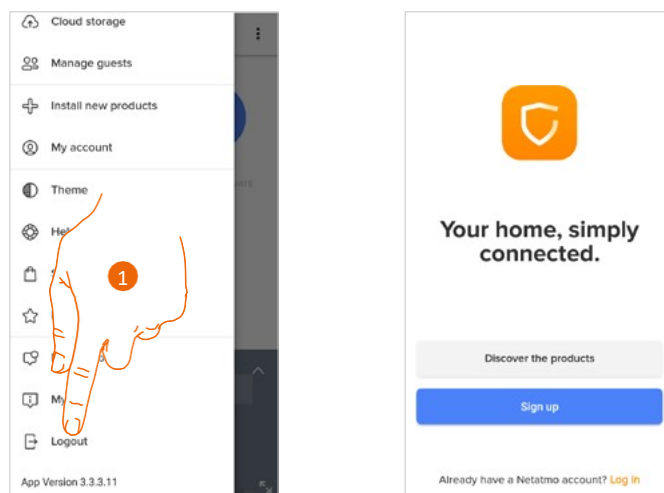 Cloud storage
Manage guests
Install new products
My account
Theme
1
My
Logout
App Version 3.3.3.11
Your home, simply
connected.
Discover the products
Sign up
Already have a Netatmo account? Log in